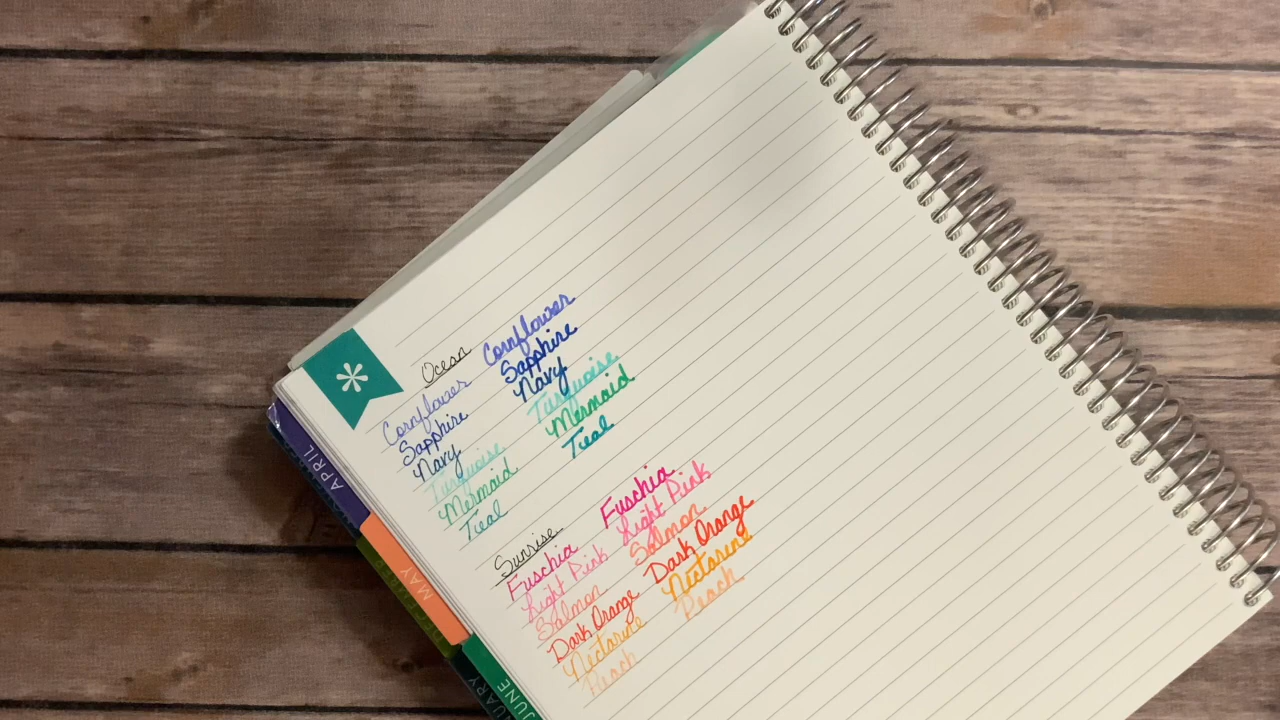 Ocean
Cornflower Cornflower
Sapphire Sapphire
Navy Navy
Turquoise Turquoise
Mermaid Mermaid
Teal Teal
Sunrise
Fuschia Fuschia
Light Pink Light Pink
Salmon Salmon
Dark Orange Dark Orange
Nectarine Nectarine
Peach Peach
APRIL
MAY
JUNE